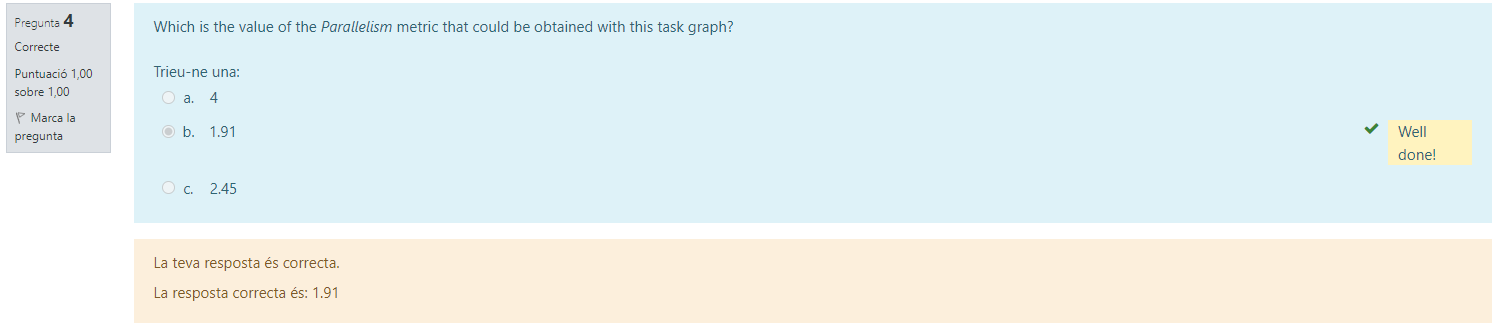 Pregunta 4
Correcte
Puntuació 1,00
sobre 1,00
Marca la
pregunta
Which is the value of the Parallelism metric that could be obtained with this task graph?
Trieu-ne una:
a. 4
b. 1.91
Well
done!
c. 2.45
La teva resposta és correcta.
La resposta correcta és: 1.91